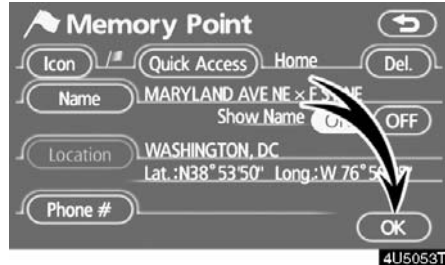 Memory Point
Icon Quick Access Home Del.
Name MARYLAND AVE NE × F NE
Show Name OFF
Location WASHINGTON, DC
Lat.:N38°53'50" Long.:W 76°
Phone #
OK
4U5053T